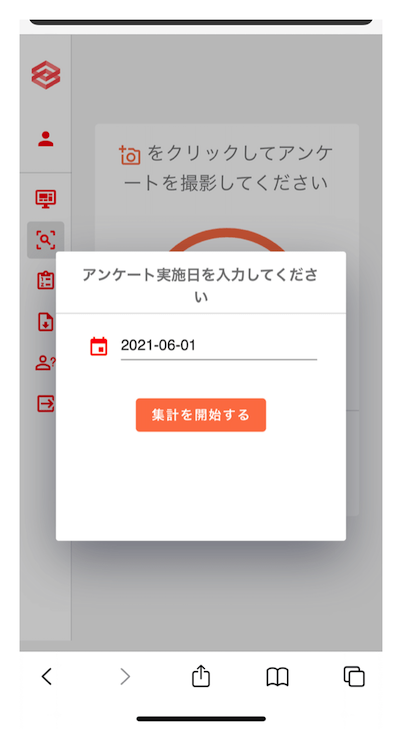 をクリックしてアンケ
ートを撮影してください
アンケート実施日を入力してくださ
い
2021-06-01
集計を開始する